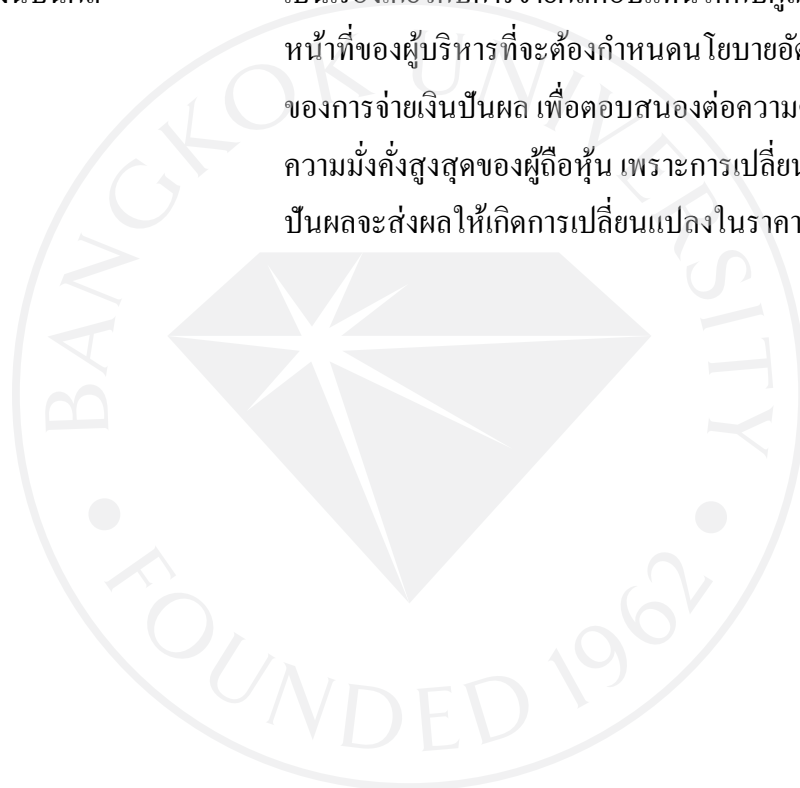 หน้าที่ของผู้บริหารที่จะต้องกำหนดนโยบายอั
ของการจ่ายเงินปันผล เพื่อตอบสนองต่อความ
ความมั่งคั่งสูงสุดของผู้ถือหุ้น เพราะการเปลี่ยน
ปันผลจะส่งผลให้เกิดการเปลี่ยนแปลงในราคา
BANGKOK UNIVERSITY
FOUNDED 1962